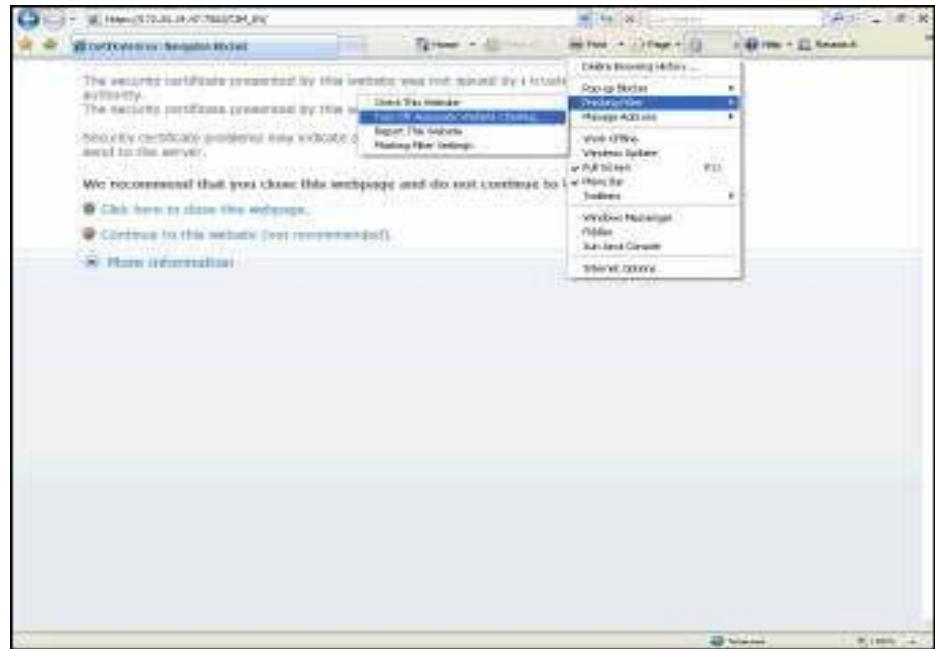 Certificate Error: Navigation Blocked
Home
Print
Page
Help
Research
The security certificate presented by this website was not issued by a
authority.
The security certificate presented by this
Security certificate problems may indicate
send to the server.
We recommend that you close this webpage and do not continue to
Click here to close this webpage.
Continue to this website (not recommended).
More information
Check This Website
Turn Off Automatic Website Checking...
Report This Website
Phishing Filter Settings
Delete Browsing History...
Pop-up Blocker
Phishing Filter
Manage Add-ons
Work Offline
Windows Update
Full Screen F11
Menu Bar
Toolbars
Windows Messenger
Sun Java Console
Internet Options
100%